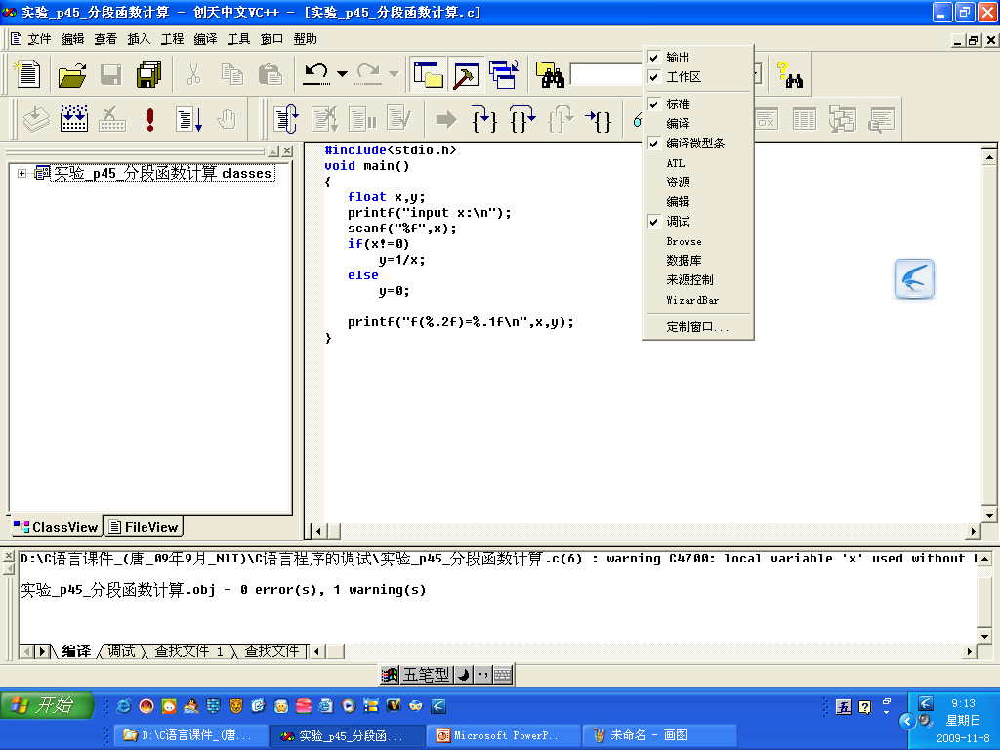 实验_p45_分段函数计算 - 创天中文VC++ - [实验_p45_分段函数计算.c]
文件 编辑 查看 插入 工程 编译 工具 窗口 帮助
实验_p45_分段函数计算 classes
ClassView FileView
#include<stdio.h>
void main()
{
float x,y;
printf("input x:\n");
scanf("%f",x);
if(x!=0)
y=1/x;
else
y=0;
printf("f(%.2f)=%.1f\n",x,y);
}
输出
工作区
标准
编译
编译微型条
ATL
资源
编辑
调试
Browse
数据库
来源控制
WizardBar
定制窗口...
D:\C语言课件_(唐_09年9月_NIT)\C语言程序的调试\实验_p45_分段函数计算.c(6) : warning C4700: local variable 'x' used without
实验_p45_分段函数计算.obj - 0 error(s), 1 warning(s)
编译 调试 查找文件 1 查找文件
五笔型
开始
五
9:13
星期日
2009-11-8
D:\C语言课件_(唐...
实验_p45_分段函...
Microsoft PowerP...
未命名 - 画图